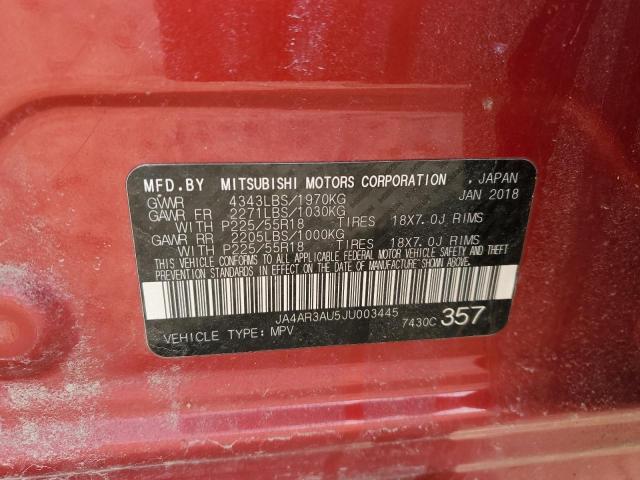 MFD.BY MITSUBISHI MOTORS CORPORATION , JAPAN
GVWR 4343LBS/1970KG JAN 2018
GAWR FR 2271LBS/1030KG
WITH P225/55R18 TIRES 18X7.0J RIMS
GAWR RR 2205LBS/1000KG
WITH P225/55R18 TIRES 18X7.0J RIMS
THIS VEHICLE CONFORMS TO ALL APPLICABLE FEDERAL MOTOR VEHICLE SAFETY AND THEFT
PREVENTION STANDARDS IN EFFECT ON THE DATE OF MANUFACTURE SHOWN ABOVE.
JA4AR3AU5JU003445
VEHICLE TYPE: MPV 7430C 357